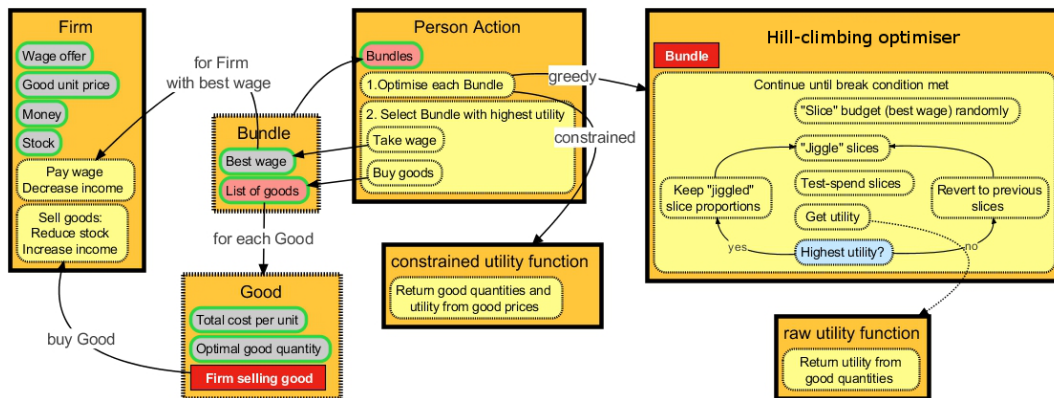 Firm
Wage offer
Good unit price
Money
Stock
Pay wage
Decrease income
Sell goods:
Reduce stock
Increase income
for Firm
with best wage
Bundle
Best wage
List of goods
for each Good
buy Good
Good
Total cost per unit
Optimal good quantity
Firm selling good
Person Action
Bundles
1.Optimise each Bundle
2. Select Bundle with highest utility
Take wage
Buy goods
greedy
constrained
constrained utility function
Return good quantities and
utility from good prices
Hill-climbing optimiser
Bundle
Continue until break condition met
"Slice" budget (best wage) randomly
"Jiggle" slices
Keep "jiggled"
slice proportions
Test-spend slices
Revert to previous
slices
Get utility
yes
Highest utility?
no
raw utility function
Return utility from
good quantities